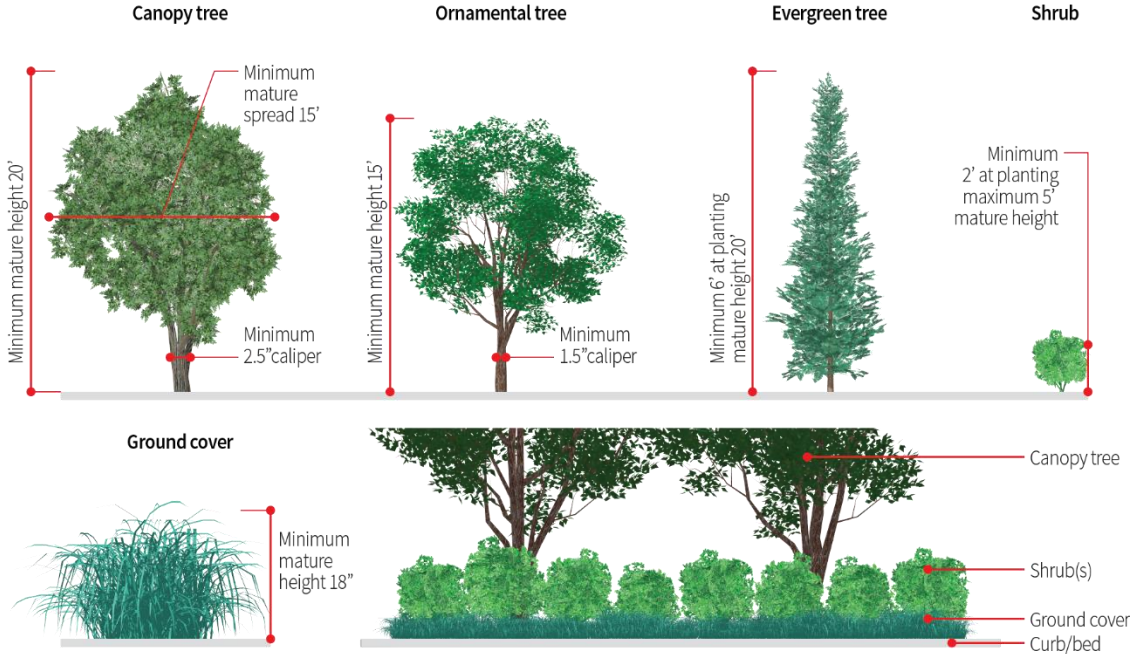 Canopy tree
Ornamental tree
Evergreen tree
Shrub
Minimum mature height 20’
Minimum
mature
spread 15’
Minimum
2.5”caliper
Minimum mature height 15’
Minimum
1.5”caliper
Minimum 6’ at planting
mature height 20’
Minimum
2’ at planting
maximum 5’
mature height
Ground cover
Minimum
mature
height 18”
Canopy tree
Shrub(s)
Ground cover
Curb/bed